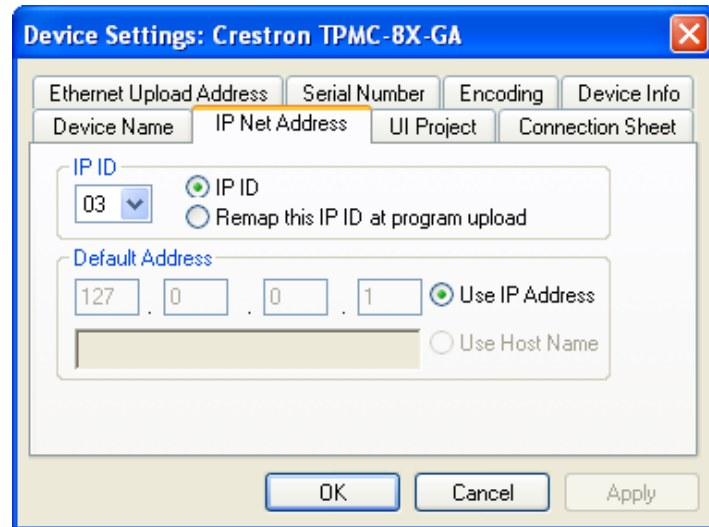 Device Settings: Crestron TPMC-8X-GA
Ethernet Upload Address Serial Number Encoding Device Info
Device Name IP Net Address UI Project Connection Sheet
IP ID
03 IP ID
Remap this IP ID at program upload
Default Address
127 . 0 . 0 . 1 Use IP Address
Use Host Name
OK Cancel Apply